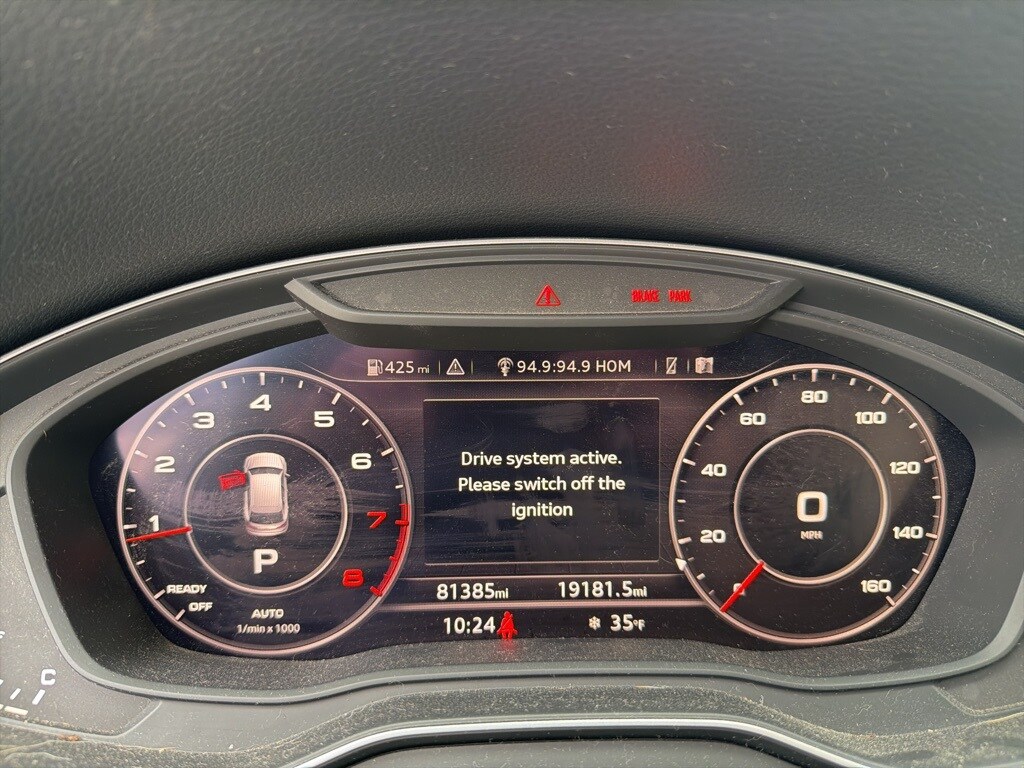 BRAKE PARK
425 mi 94.9:94.9 HOM
1 2 3 4 5 6 7 8
READY
OFF
P
AUTO
1/min x 1000
Drive system active.
Please switch off the
ignition
81385mi 19181.5mi
10:24 35°F
20 40 60 80 100 120 140 160
0
MPH
C